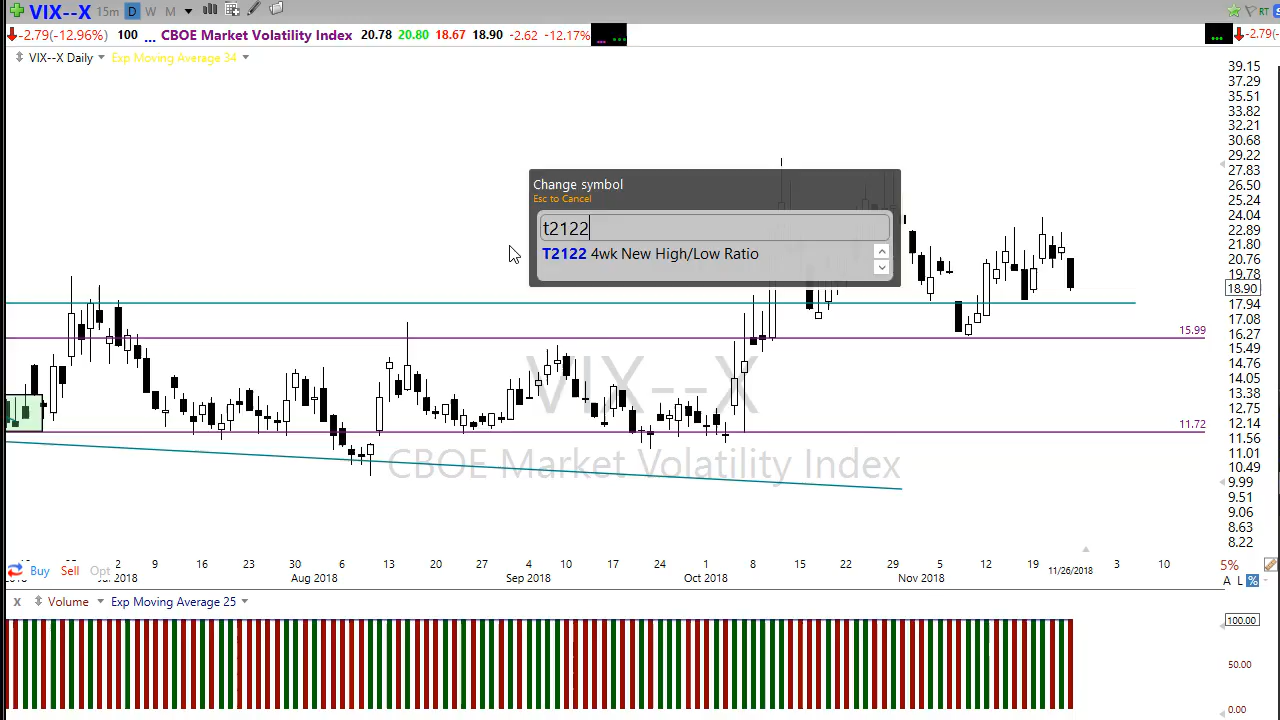 VIX--X 15m D W M RT
-2.79(-12.96%) 100 ... CBOE Market Volatility Index 20.78 20.80 18.67 18.90 -2.62 -12.17% ... ... ... -2.79(-1
VIX--X Daily Exp Moving Average 34
39.15
37.29
35.51
33.82
32.21
30.68
29.22
27.83
26.50
25.24
24.04
22.89
21.80
20.76
19.78
18.90
17.94
17.08
16.27
15.49
14.76
14.05
13.38
12.75
12.14
11.56
11.01
10.49
9.99
9.51
9.06
8.63
8.22
Change symbol
Esc to Cancel
t2122
T2122 4wk New High/Low Ratio
15.99
11.72
VIX--X
CBOE Market Volatility Index
2 9 16 23 30 6 13 20 27 4 10 17 24 1 8 15 22 29 5 12 19 3 10
Jul 2018 Aug 2018 Sep 2018 Oct 2018 Nov 2018 11/26/2018
Buy Sell Opt
5%
A L %
X Volume Exp Moving Average 25
100.00
50.00
0.00